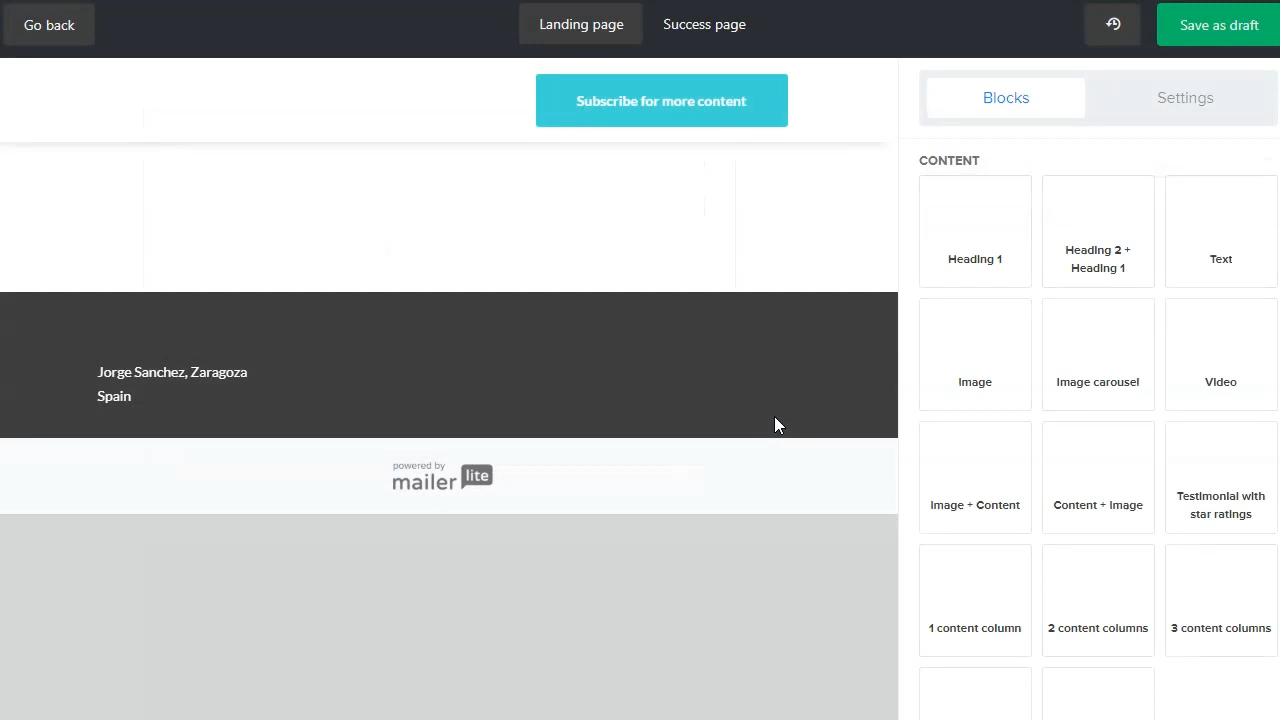 Go back
Landing page
Success page
Save as draft
Subscribe for more content
Blocks
Settings
CONTENT
Heading 1
Heading 2 +
Heading 1
Text
Image
Image carousel
Video
Image + Content
Content + Image
Testimonial with
star ratings
1 content column
2 content columns
3 content columns
Jorge Sanchez, Zaragoza
Spain
powered by
mailer lite